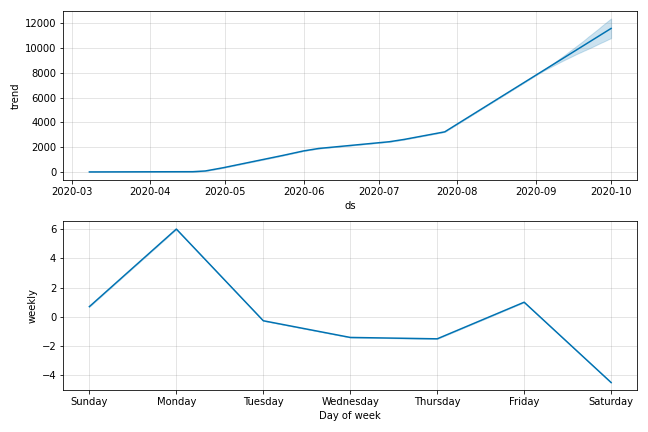 12000
10000
8000
6000
4000
2000
0
trend
2020-03 2020-04 2020-05 2020-06 2020-07 2020-08 2020-09 2020-10
ds
6
4
2
0
−2
−4
weekly
Sunday Monday Tuesday Wednesday Thursday Friday Saturday
Day of week